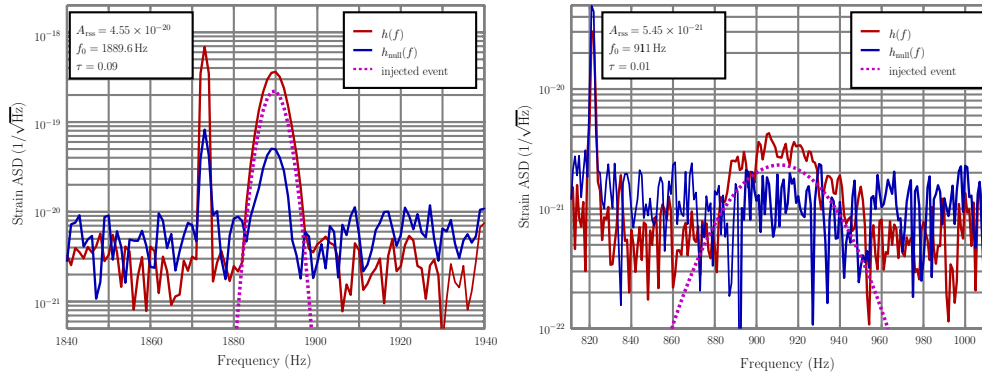 A_rss = 4.55 × 10^−20
f_0 = 1889.6 Hz
τ = 0.09
h(f)
h_null(f)
injected event
10^−18
10^−19
10^−20
10^−21
Strain ASD (1/√Hz)
1840 1860 1880 1900 1920 1940
Frequency (Hz)
A_rss = 5.45 × 10^−21
f_0 = 911 Hz
τ = 0.01
h(f)
h_null(f)
injected event
10^−20
10^−21
10^−22
Strain ASD (1/√Hz)
820 840 860 880 900 920 940 960 980 1000
Frequency (Hz)